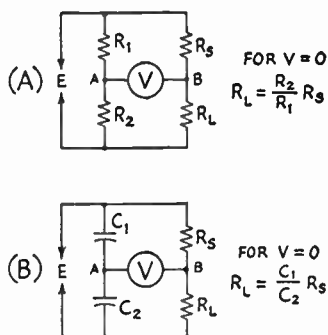 (A)
E
R1
R2
A
V
B
RS
RL
FOR V=0
RL = R2/R1 RS
(B)
E
C1
C2
A
V
B
RS
RL
FOR V=0
RL = C1/C2 RS